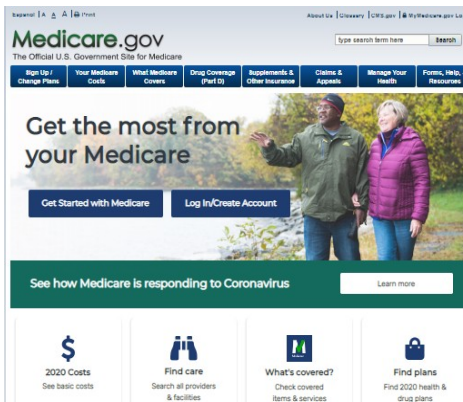 Espanol | A A A | Print
About Us | Glossary | CMS.gov | MyMedicare.gov Lo
Medicare.gov
type search term here Search
The Official U.S. Government Site for Medicare
Sign Up / Change Plans
Your Medicare Costs
What Medicare Covers
Drug Coverage (Part D)
Supplements & Other Insurance
Claims & Appeals
Manage Your Health
Forms, Help, Resources
Get the most from
your Medicare
Get Started with Medicare
Log In/Create Account
See how Medicare is responding to Coronavirus
Learn more
2020 Costs
See basic costs
Find care
Search all providers
& facilities
What's covered?
Check covered
items & services
Find plans
Find 2020 health &
drug plans